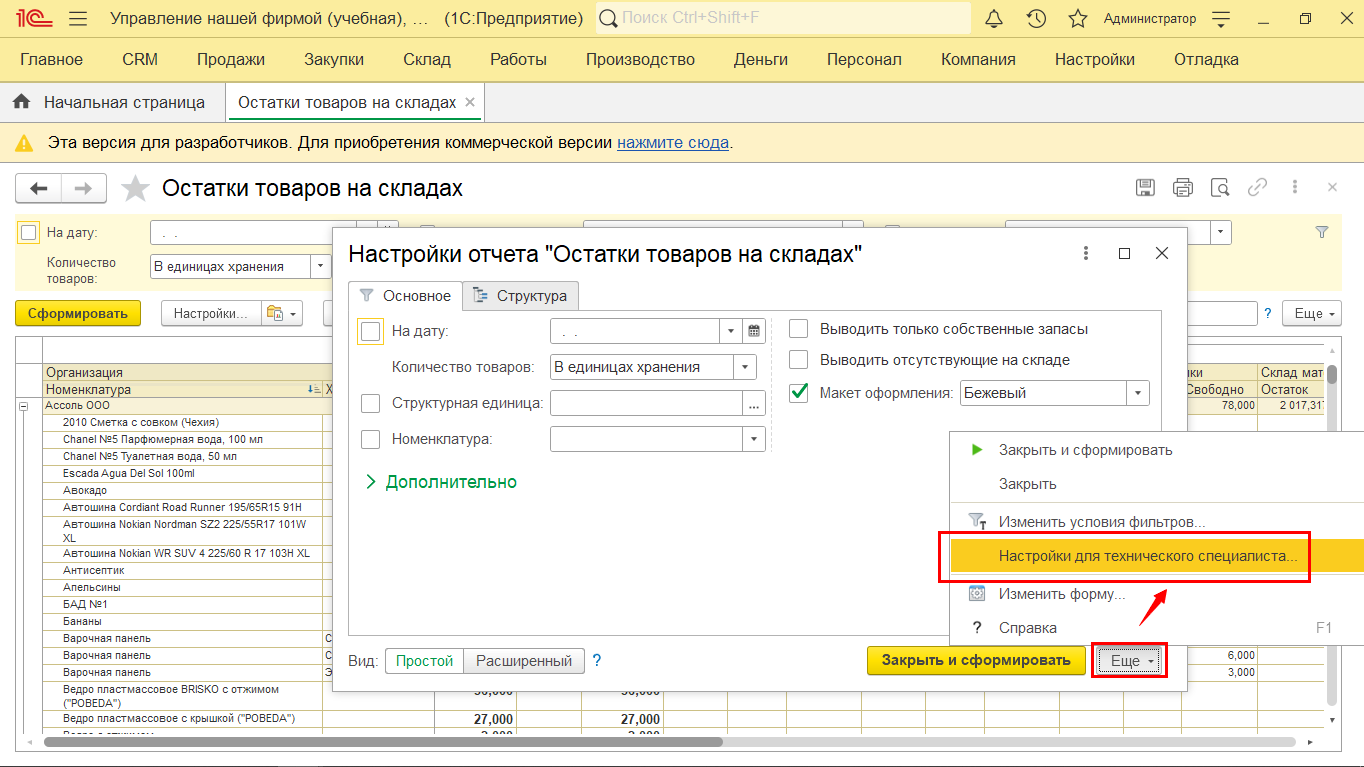 1С Управление нашей фирмой (учебная), ... (1С:Предприятие) Поиск Ctrl+Shift+F Администратор
Главное CRM Продажи Закупки Склад Работы Производство Деньги Персонал Компания Настройки Отладка
Начальная страница Остатки товаров на складах
Эта версия для разработчиков. Для приобретения коммерческой версии нажмите сюда.
Остатки товаров на складах
На дату: . .
Количество товаров: В единицах хранения
Сформировать Настройки... ? Еще
Организация
Номенклатура
Ассоль ООО
2010 Сметка с совком (Чехия)
Chanel №5 Парфюмерная вода, 100 мл
Chanel №5 Туалетная вода, 50 мл
Escada Agua Del Sol 100ml
Авокадо
Автошина Cordiant Road Runner 195/65R15 91H
Автошина Nokian Nordman SZ2 225/55R17 101W
XL
Автошина Nokian WR SUV 4 225/60 R 17 103H XL
Антисептик
Апельсины
БАД №1
Бананы
Варочная панель
Варочная панель
Варочная панель
Ведро пластмассовое BRISKO с отжимом
("POBEDA")
Ведро пластмассовое с крышкой ("POBEDA") 27,000 27,000
Склад мат
Свободно Остаток
78,000 2 017,317
6,000
3,000
Настройки отчета "Остатки товаров на складах"
Основное Структура
На дату: . .
Количество товаров: В единицах хранения
Структурная единица: ...
Номенклатура:
Дополнительно
Выводить только собственные запасы
Выводить отсутствующие на складе
Макет оформления: Бежевый
Закрыть и сформировать
Закрыть
Изменить условия фильтров...
Настройки для технического специалиста...
Изменить форму...
? Справка F1
Вид: Простой Расширенный ? Закрыть и сформировать Еще